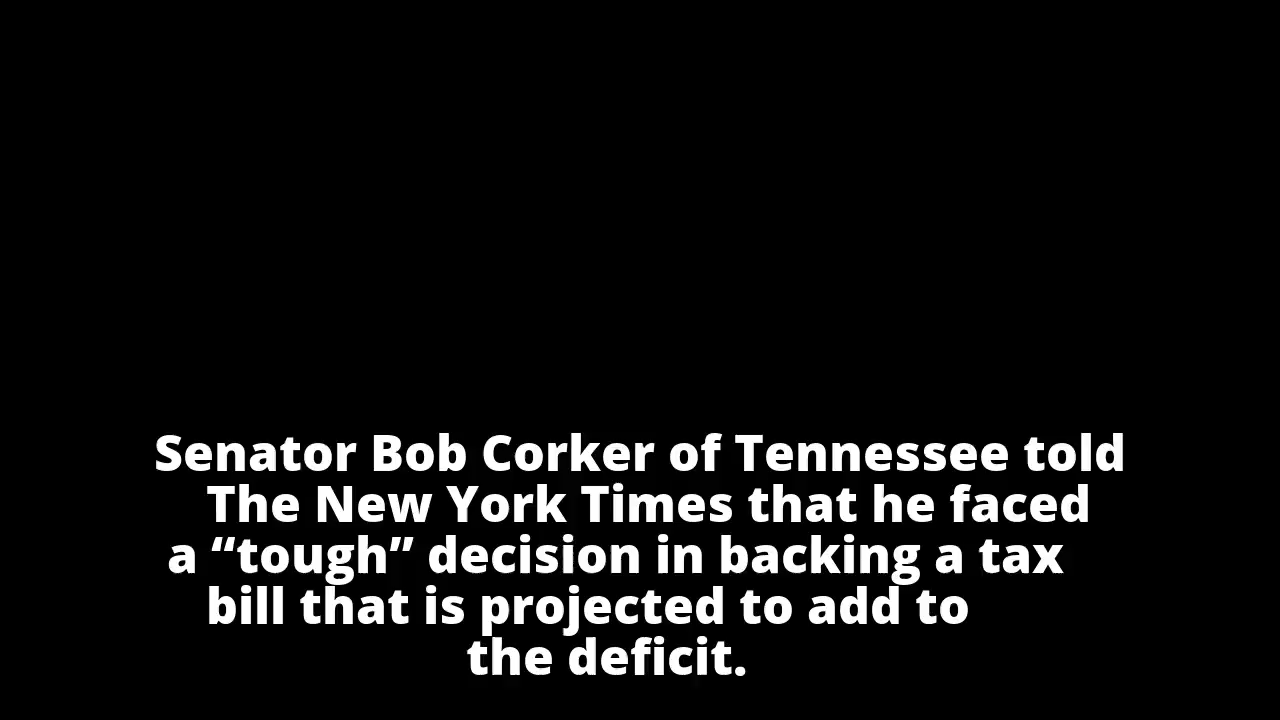 Senator Bob Corker of Tennessee told
The New York Times that he faced
a “tough” decision in backing a tax
bill that is projected to add to
the deficit.